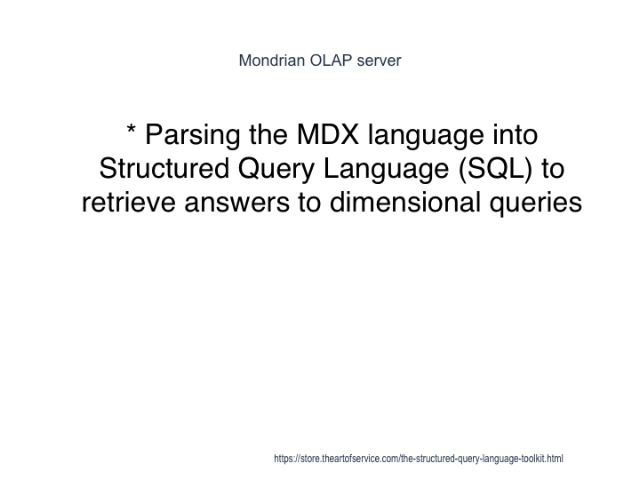 Mondrian OLAP server
* Parsing the MDX language into
Structured Query Language (SQL) to
retrieve answers to dimensional queries
https://store.theartofservice.com/the-structured-query-language-toolkit.html